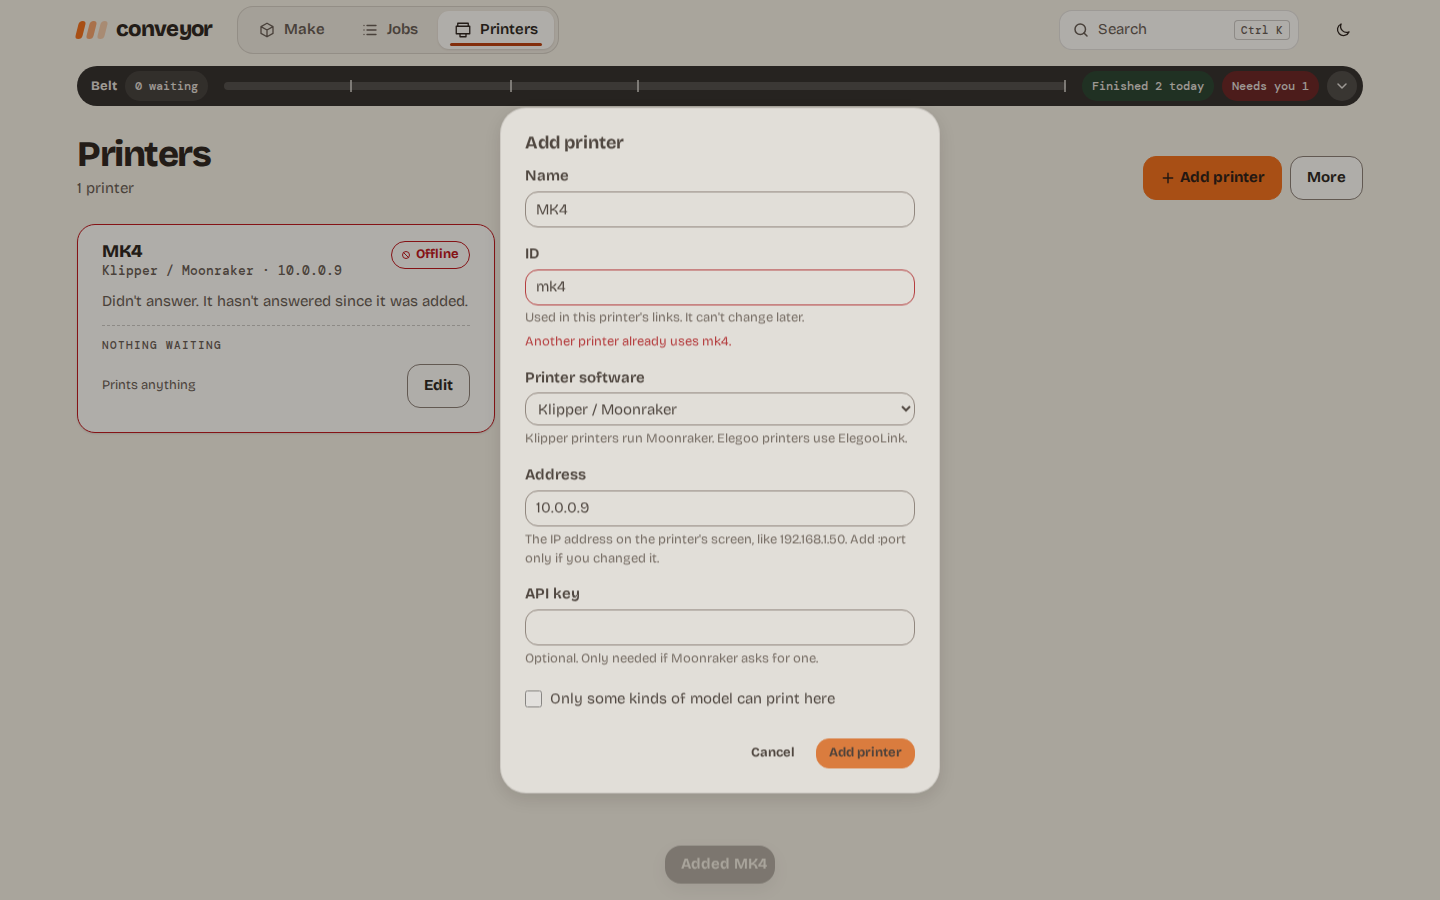 conveyor
Make
Jobs
Printers
Search
Ctrl K
Belt
0 waiting
Finished 2 today
Needs you 1
Printers
1 printer
+ Add printer
More
MK4
Offline
Klipper / Moonraker · 10.0.0.9
Didn't answer. It hasn't answered since it was added.
NOTHING WAITING
Prints anything
Edit
Add printer
Name
MK4
ID
mk4
Used in this printer's links. It can't change later.
Another printer already uses mk4.
Printer software
Klipper / Moonraker
Klipper printers run Moonraker. Elegoo printers use ElegooLink.
Address
10.0.0.9
The IP address on the printer's screen, like 192.168.1.50. Add :port
only if you changed it.
API key
Optional. Only needed if Moonraker asks for one.
Only some kinds of model can print here
Cancel
Add printer
Added MK4